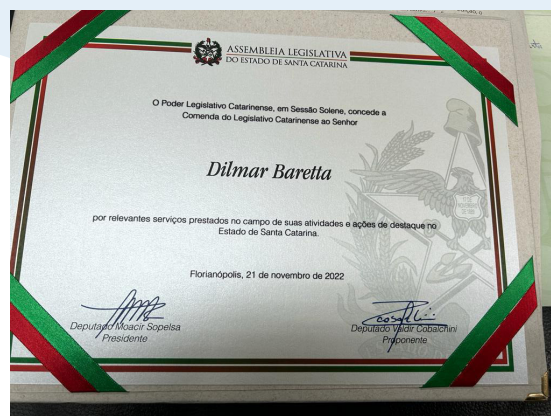 ASSEMBLEIA LEGISLATIVA
DO ESTADO DE SANTA CATARINA
O Poder Legislativo Catarinense, em Sessão Solene, concede a
Comenda do Legislativo Catarinense ao Senhor
Dilmar Baretta
por relevantes serviços prestados no campo de suas atividades e ações de destaque no
Estado de Santa Catarina.
Florianópolis, 21 de novembro de 2022
Deputado Moacir Sopelsa
Presidente
Deputado Valdir Cobalchini
Proponente